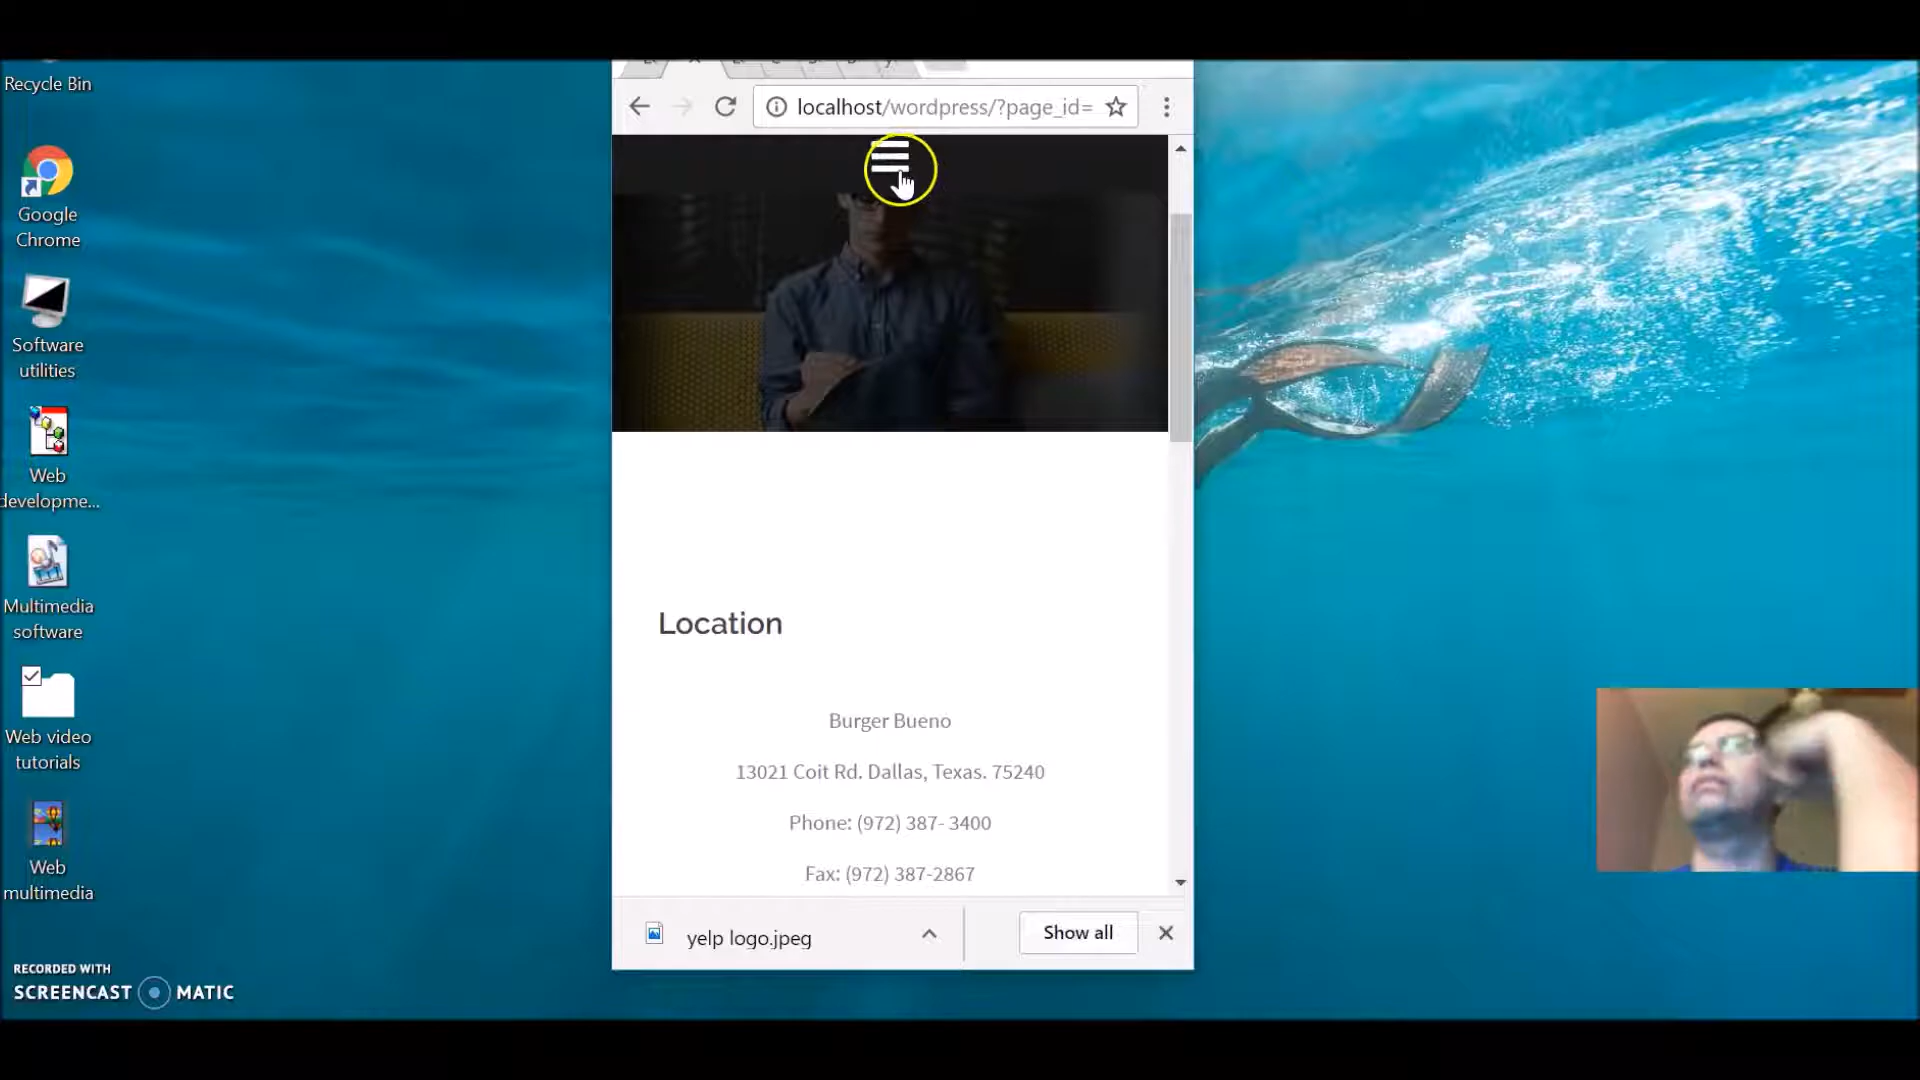 Recycle Bin
localhost/wordpress/?page_id=
Google
Chrome
Software
utilities
Web
developme...
Location
Multimedia
software
Burger Bueno
13021 Coit Rd. Dallas, Texas. 75240
Web video
tutorials
Phone: (972) 387- 3400
Fax: (972) 387-2867
Web
multimedia
yelp logo.jpeg
Show all
RECORDED WITH
SCREENCAST MATIC